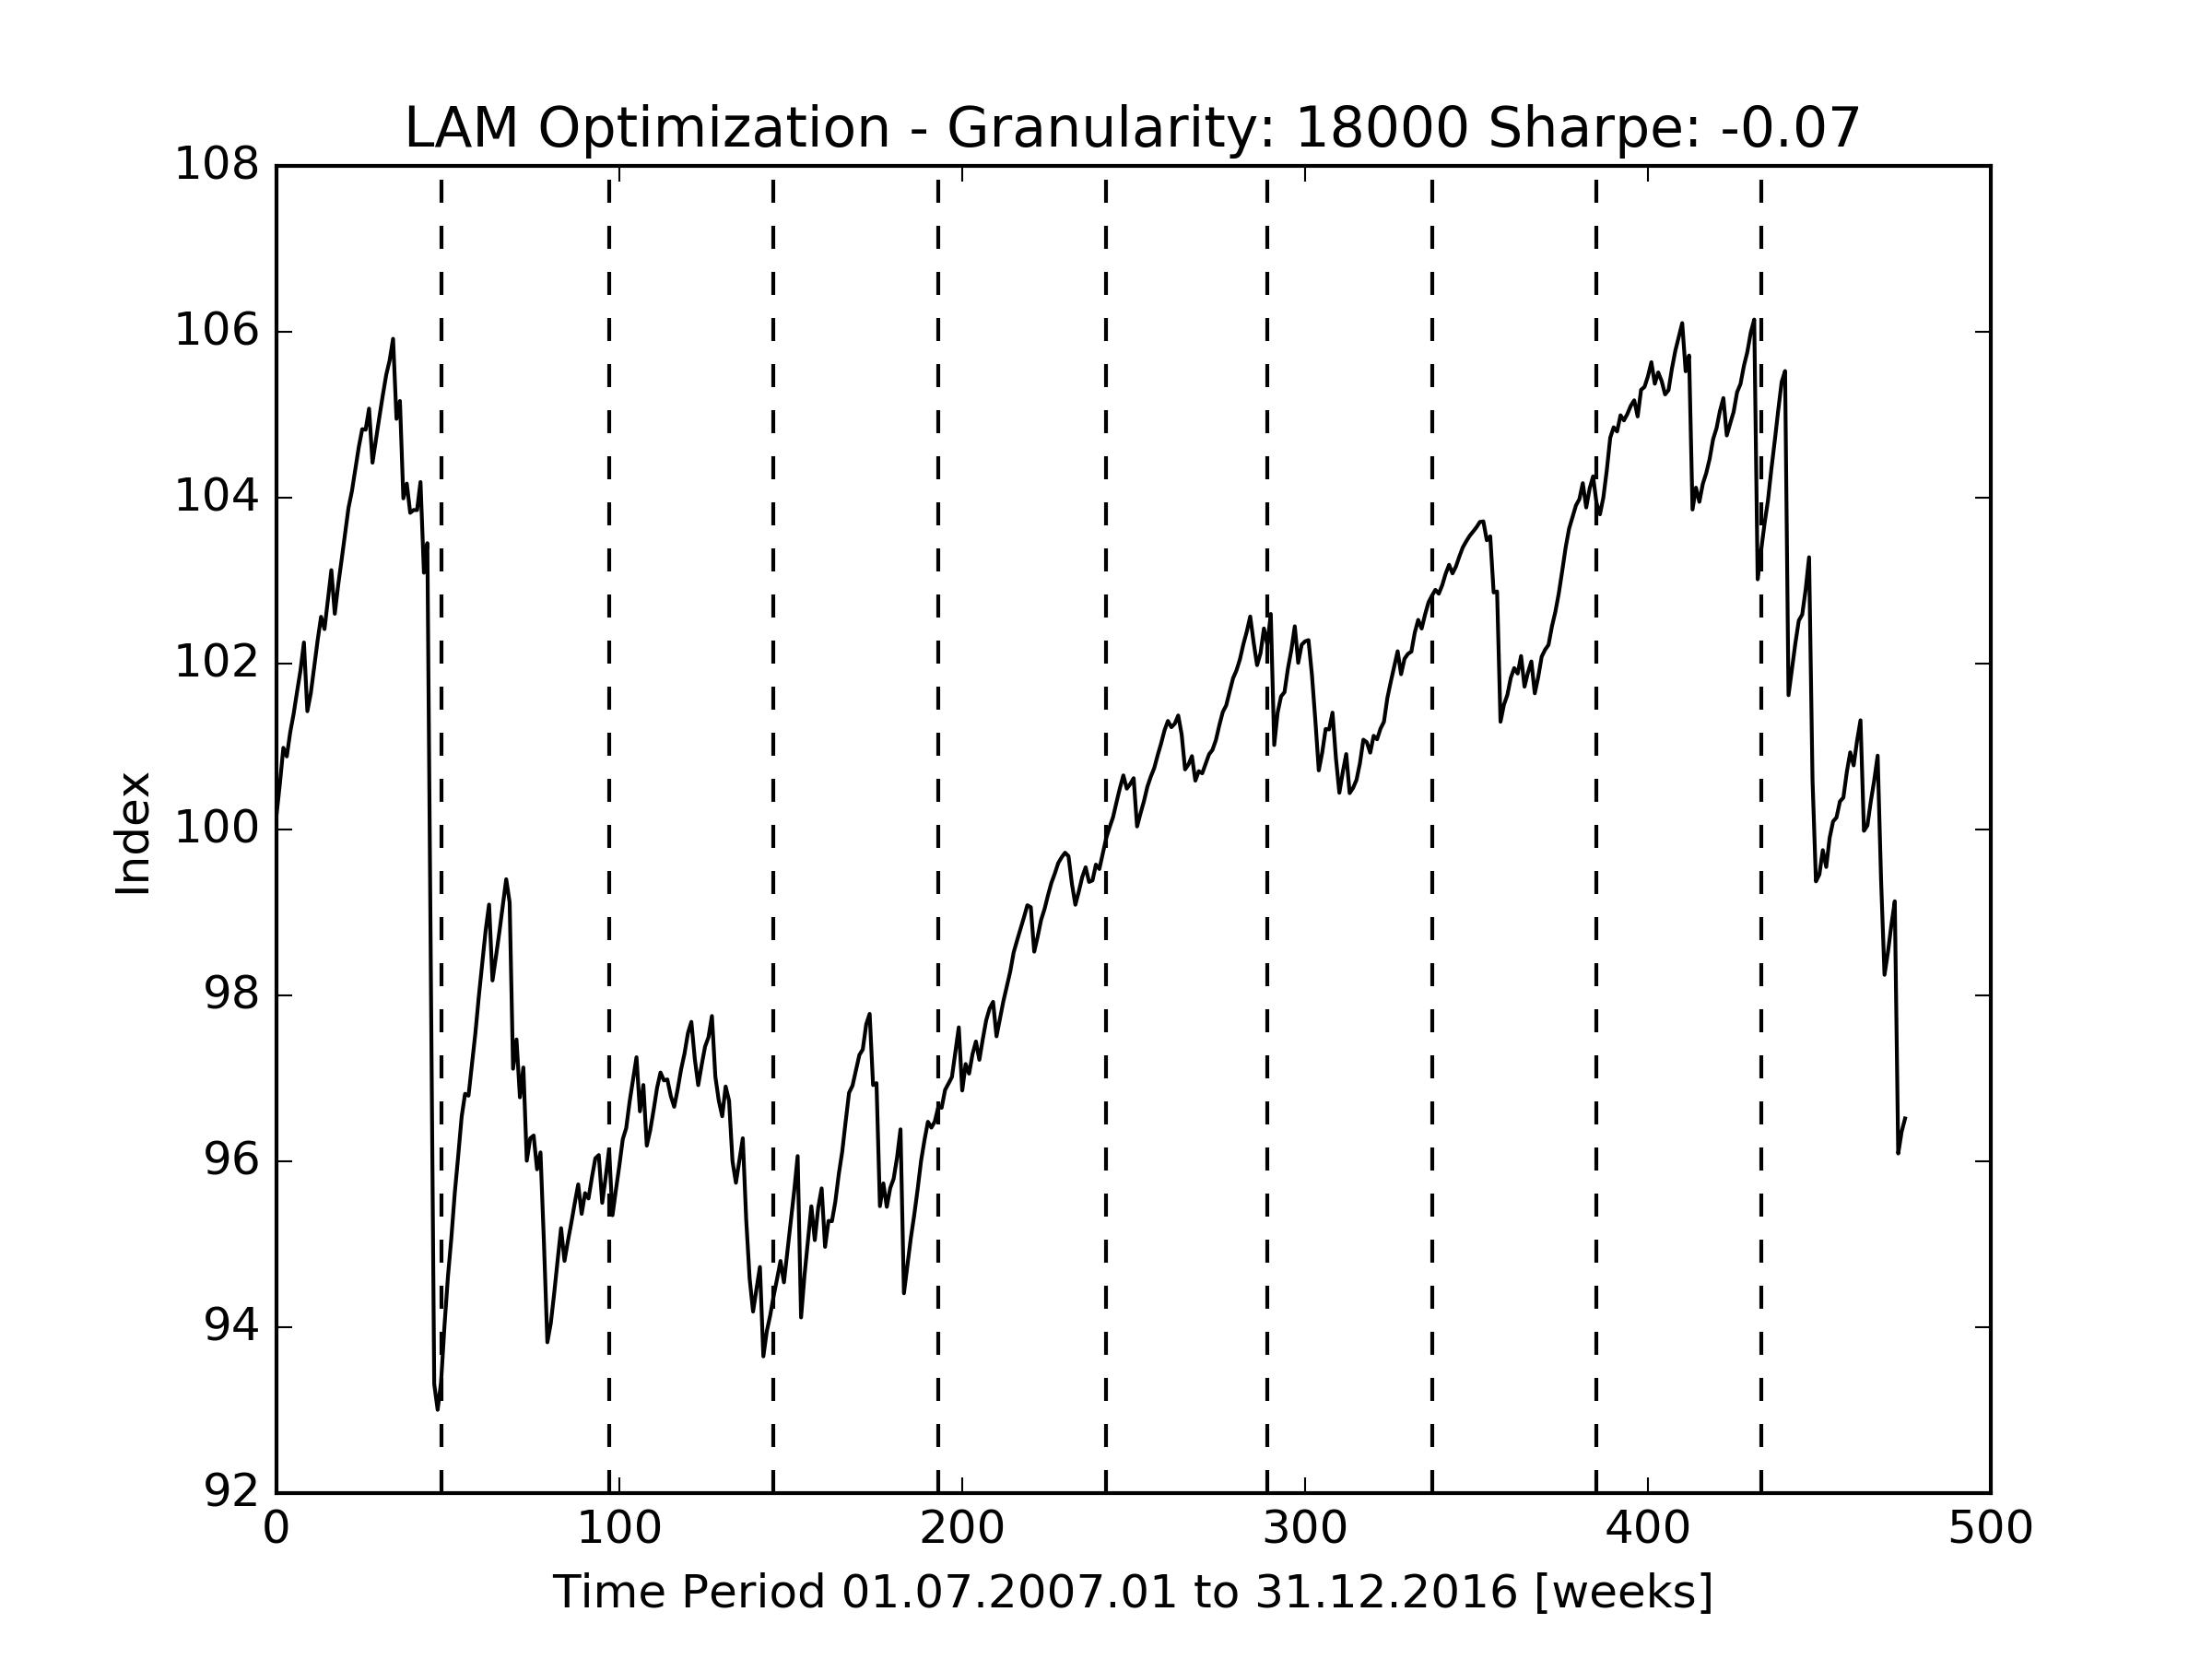 LAM Optimization - Granularity: 18000 Sharpe: -0.07
108
106
104
102
100
98
96
94
92
Index
0 100 200 300 400 500
Time Period 01.07.2007.01 to 31.12.2016 [weeks]